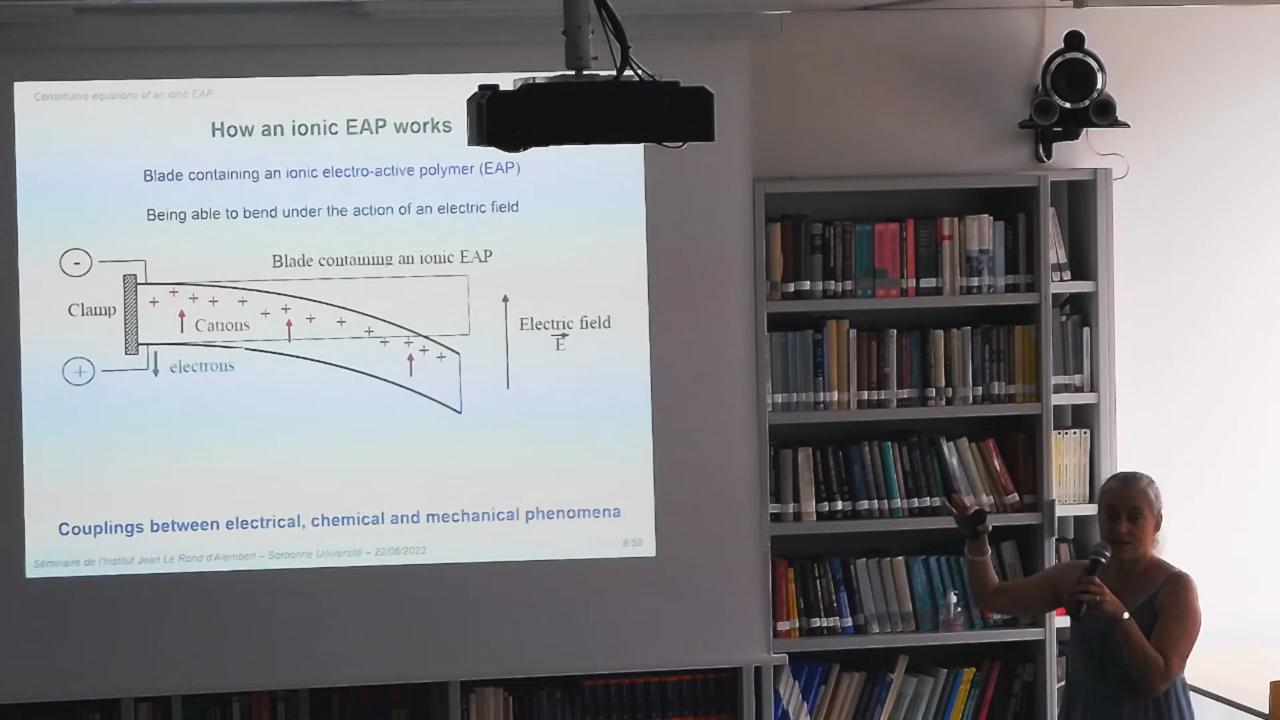 Constitutive equations of an ionic EAP
How an ionic EAP works
Blade containing an ionic electro-active polymer (EAP)
Being able to bend under the action of an electric field
-
Blade containing an ionic EAP
Clamp
+ + + + + + + + + + + + + + +
Cations
Electric field
E
+
electrons
Couplings between electrical, chemical and mechanical phenomena
Séminaire de l'Institut Jean Le Rond d'Alembert – Sorbonne Université – 22/06/2023